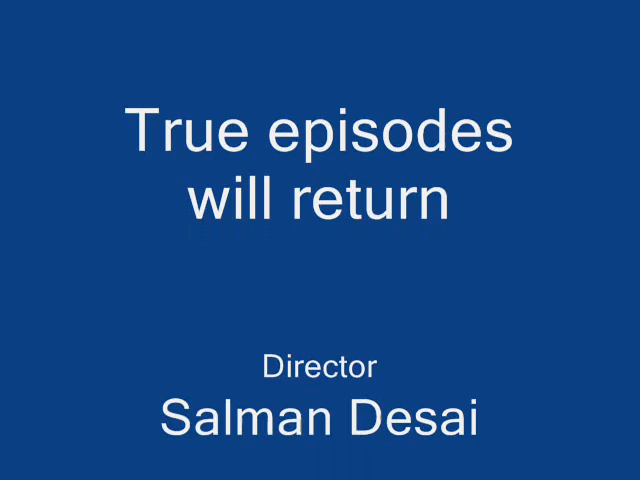 True episodes
will return
Director
Salman Desai